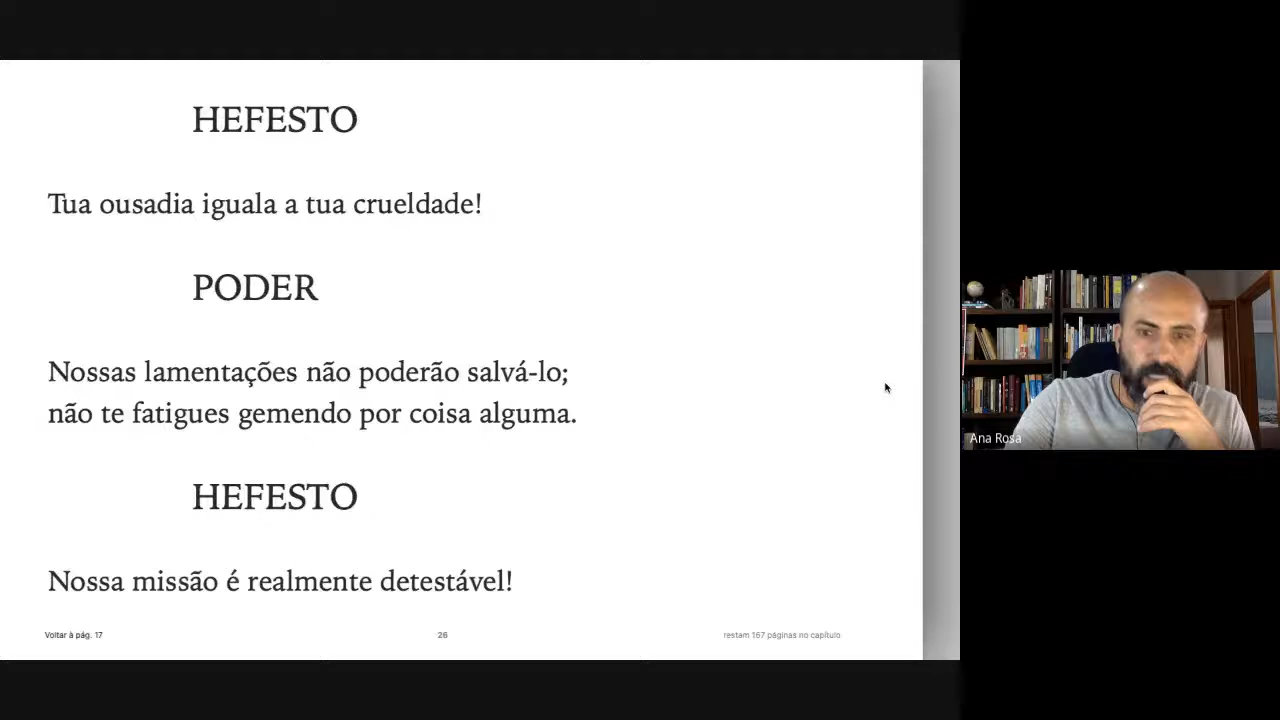 HEFESTO
Tua ousadia iguala a tua crueldade!
PODER
Nossas lamentações não poderão salvá-lo;
não te fatigues gemendo por coisa alguma.
HEFESTO
Nossa missão é realmente detestável!
Voltar à pág. 17
26
restam 167 páginas no capítulo
Ana Rosa